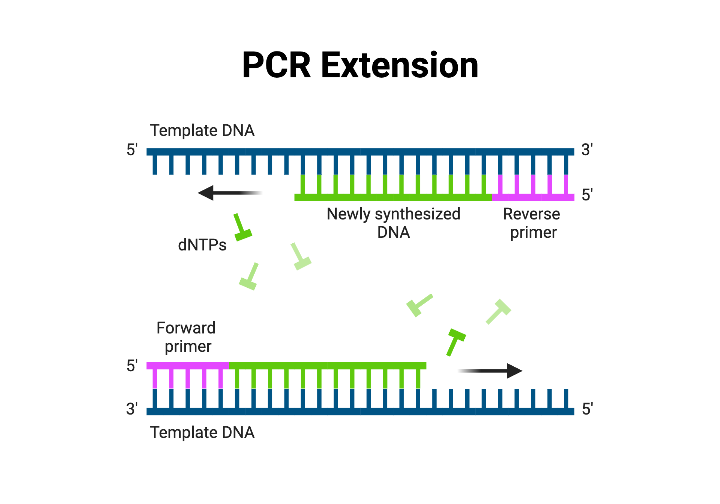 PCR Extension
Template DNA
5' 3'
5'
Newly synthesized
DNA
Reverse
primer
dNTPs
Forward
primer
5'
3' 5'
Template DNA